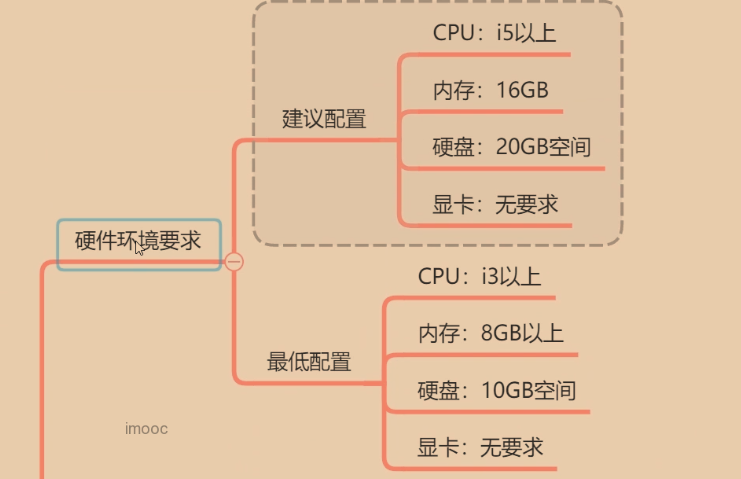 硬件环境要求
建议配置
CPU：i5以上
内存：16GB
硬盘：20GB空间
显卡：无要求
最低配置
CPU：i3以上
内存：8GB以上
硬盘：10GB空间
显卡：无要求
imooc